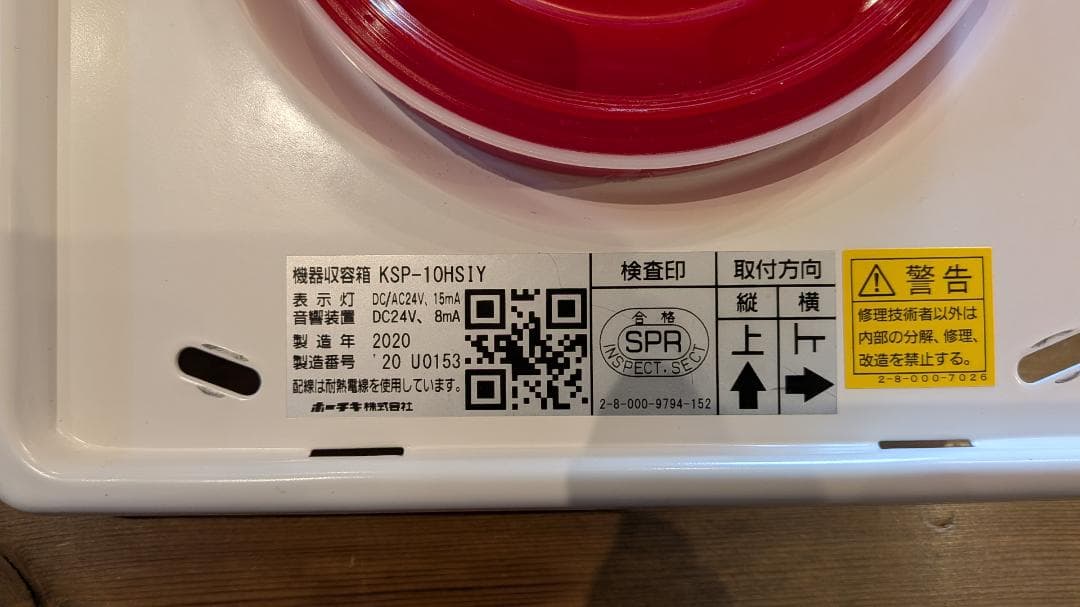 機器収容箱 KSP-10HSIY
表示灯 DC/AC24V, 15mA
音響装置 DC24V、8mA
製造年 2020
製造番号 '20 U0153
配線は耐熱電線を使用しています。
ホーチキ株式会社
検査印
合格
SPR
INSPECT.SECT
2-8-000-9794-152
取付方向
縦 横
上 上
警告
修理技術者以外は
内部の分解、修理、
改造を禁止する。
2-8-000-7026